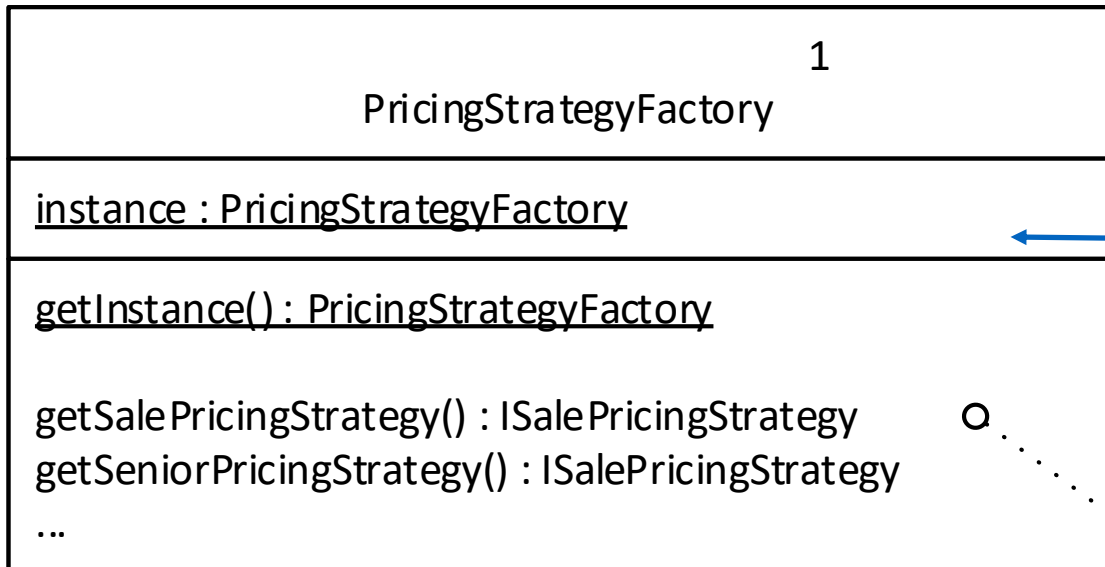 1
PricingStrategyFactory
instance : PricingStrategyFactory
getInstance() : PricingStrategyFactory
getSalePricingStrategy() : ISalePricingStrategy
getSeniorPricingStrategy() : ISalePricingStrategy
...